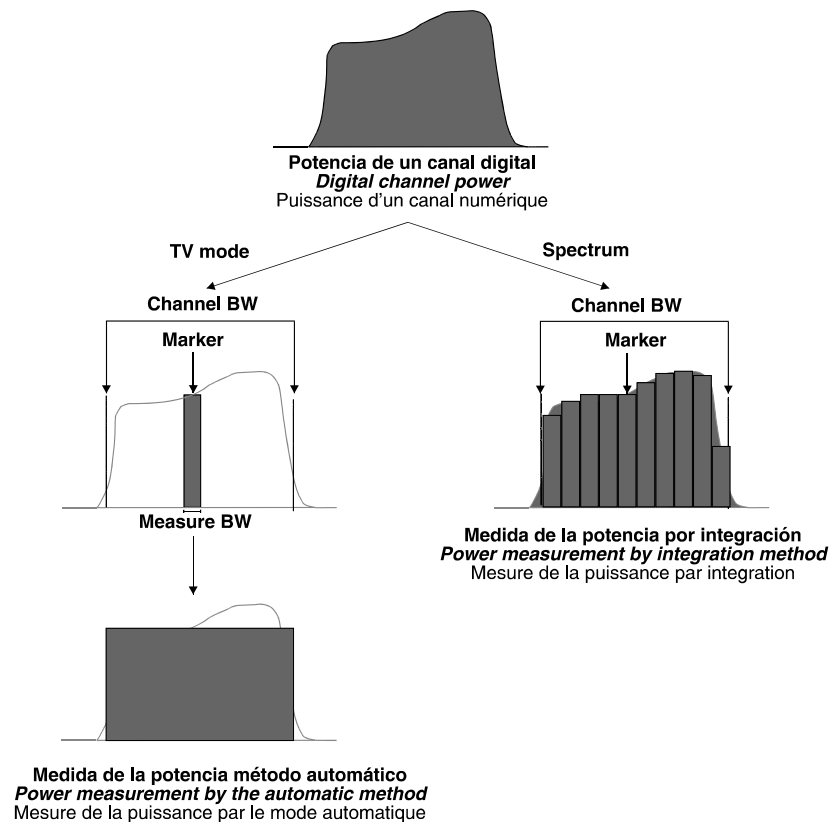 Potencia de un canal digital
Digital channel power
Puissance d'un canal numérique
TV mode
Spectrum
Channel BW
Marker
Measure BW
Channel BW
Marker
Medida de la potencia por integración
Power measurement by integration method
Mesure de la puissance par integration
Medida de la potencia método automático
Power measurement by the automatic method
Mesure de la puissance par le mode automatique